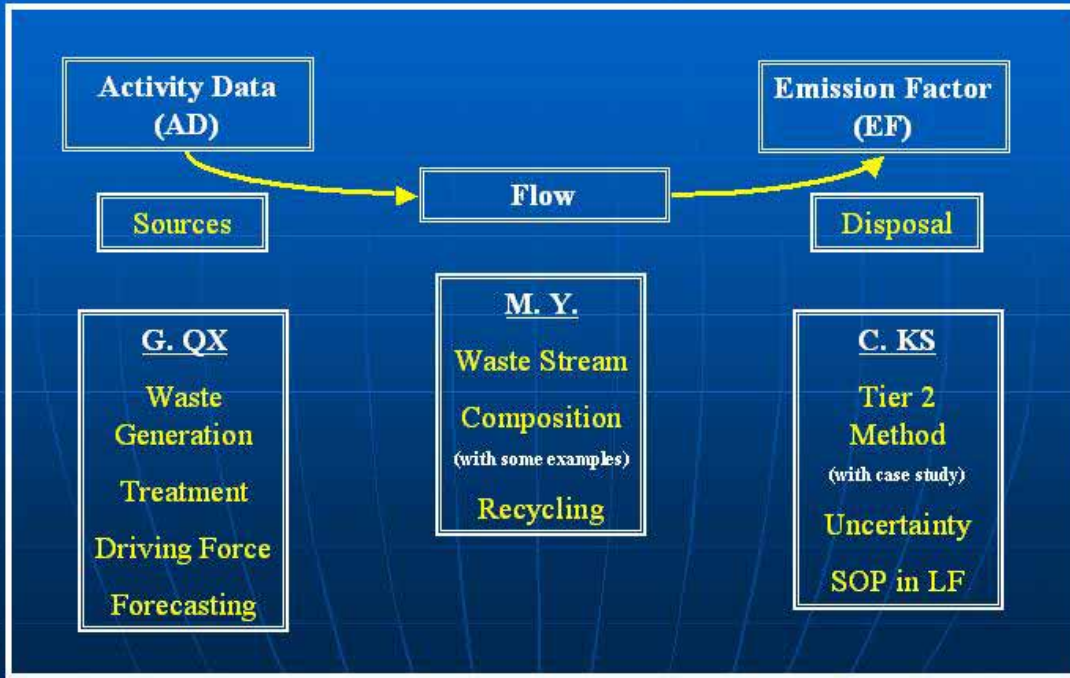 Activity Data
(AD)
Sources
G. QX
Waste
Generation
Treatment
Driving Force
Forecasting
Flow
M. Y.
Waste Stream
Composition
(with some examples)
Recycling
Emission Factor
(EF)
Disposal
C. KS
Tier 2
Method
(with case study)
Uncertainty
SOP in LF